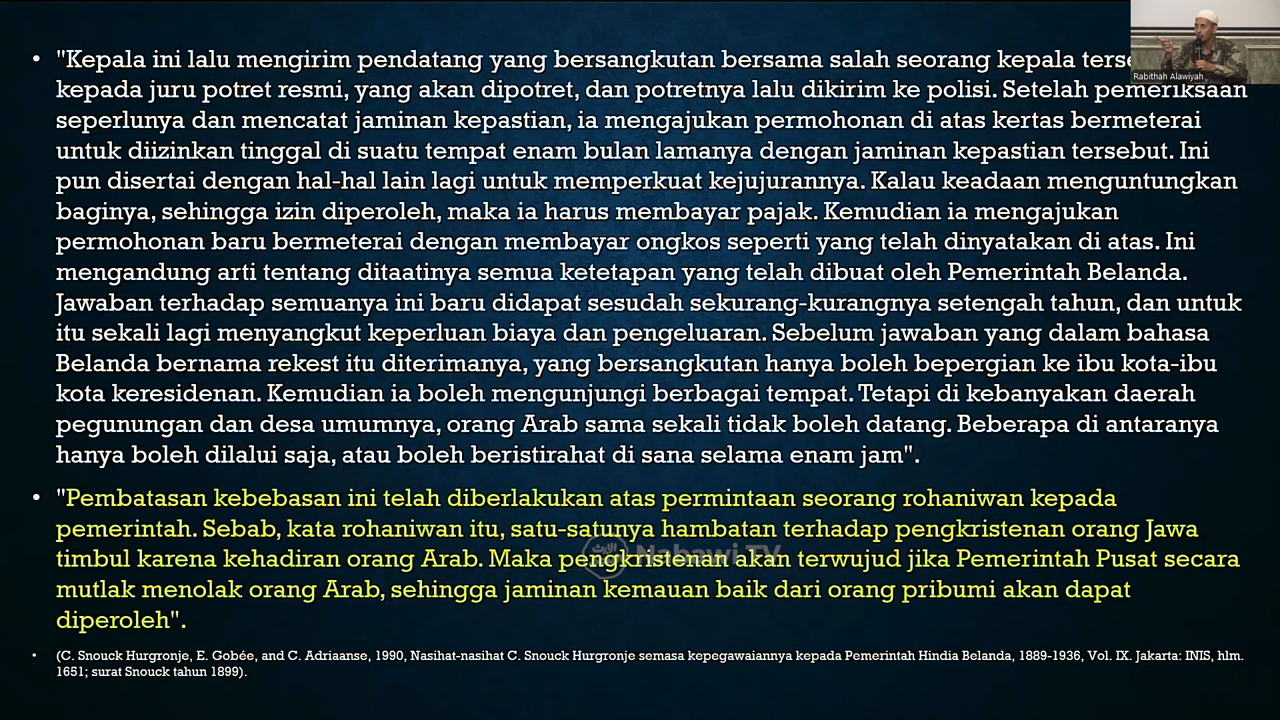 • "Kepala ini lalu mengirim pendatang yang bersangkutan bersama salah seorang kepala
kepada juru potret resmi, yang akan dipotret, dan potretnya lalu dikirim ke polisi. Setelah pemeriksaan
seperlunya dan mencatat jaminan kepastian, ia mengajukan permohonan di atas kertas bermeterai
untuk diizinkan tinggal di suatu tempat enam bulan lamanya dengan jaminan kepastian tersebut. Ini
pun disertai dengan hal-hal lain lagi untuk memperkuat kejujurannya. Kalau keadaan menguntungkan
baginya, sehingga izin diperoleh, maka ia harus membayar pajak. Kemudian ia mengajukan
permohonan baru bermeterai dengan membayar ongkos seperti yang telah dinyatakan di atas. Ini
mengandung arti tentang ditaatinya semua ketetapan yang telah dibuat oleh Pemerintah Belanda.
Jawaban terhadap semuanya ini baru didapat sesudah sekurang-kurangnya setengah tahun, dan untuk
itu sekali lagi menyangkut keperluan biaya dan pengeluaran. Sebelum jawaban yang dalam bahasa
Belanda bernama rekest itu diterimanya, yang bersangkutan hanya boleh bepergian ke ibu kota-ibu
kota keresidenan. Kemudian ia boleh mengunjungi berbagai tempat. Tetapi di kebanyakan daerah
pegunungan dan desa umumnya, orang Arab sama sekali tidak boleh datang. Beberapa di antaranya
hanya boleh dilalui saja, atau boleh beristirahat di sana selama enam jam".
• "Pembatasan kebebasan ini telah diberlakukan atas permintaan seorang rohaniwan kepada
pemerintah. Sebab, kata rohaniwan itu, satu-satunya hambatan terhadap pengkristenan orang Jawa
timbul karena kehadiran orang Arab. Maka pengkristenan akan terwujud jika Pemerintah Pusat secara
mutlak menolak orang Arab, sehingga jaminan kemauan baik dari orang pribumi akan dapat
diperoleh".
• (C. Snouck Hurgronje, E. Gobée, and C. Adriaanse, 1990, Nasihat-nasihat C. Snouck Hurgronje semasa kepegawaiannya kepada Pemerintah Hindia Belanda, 1889-1936, Vol. IX. Jakarta: INIS, hlm.
1651; surat Snouck tahun 1899).
Rabithah Alawiyah
Nabawi TV